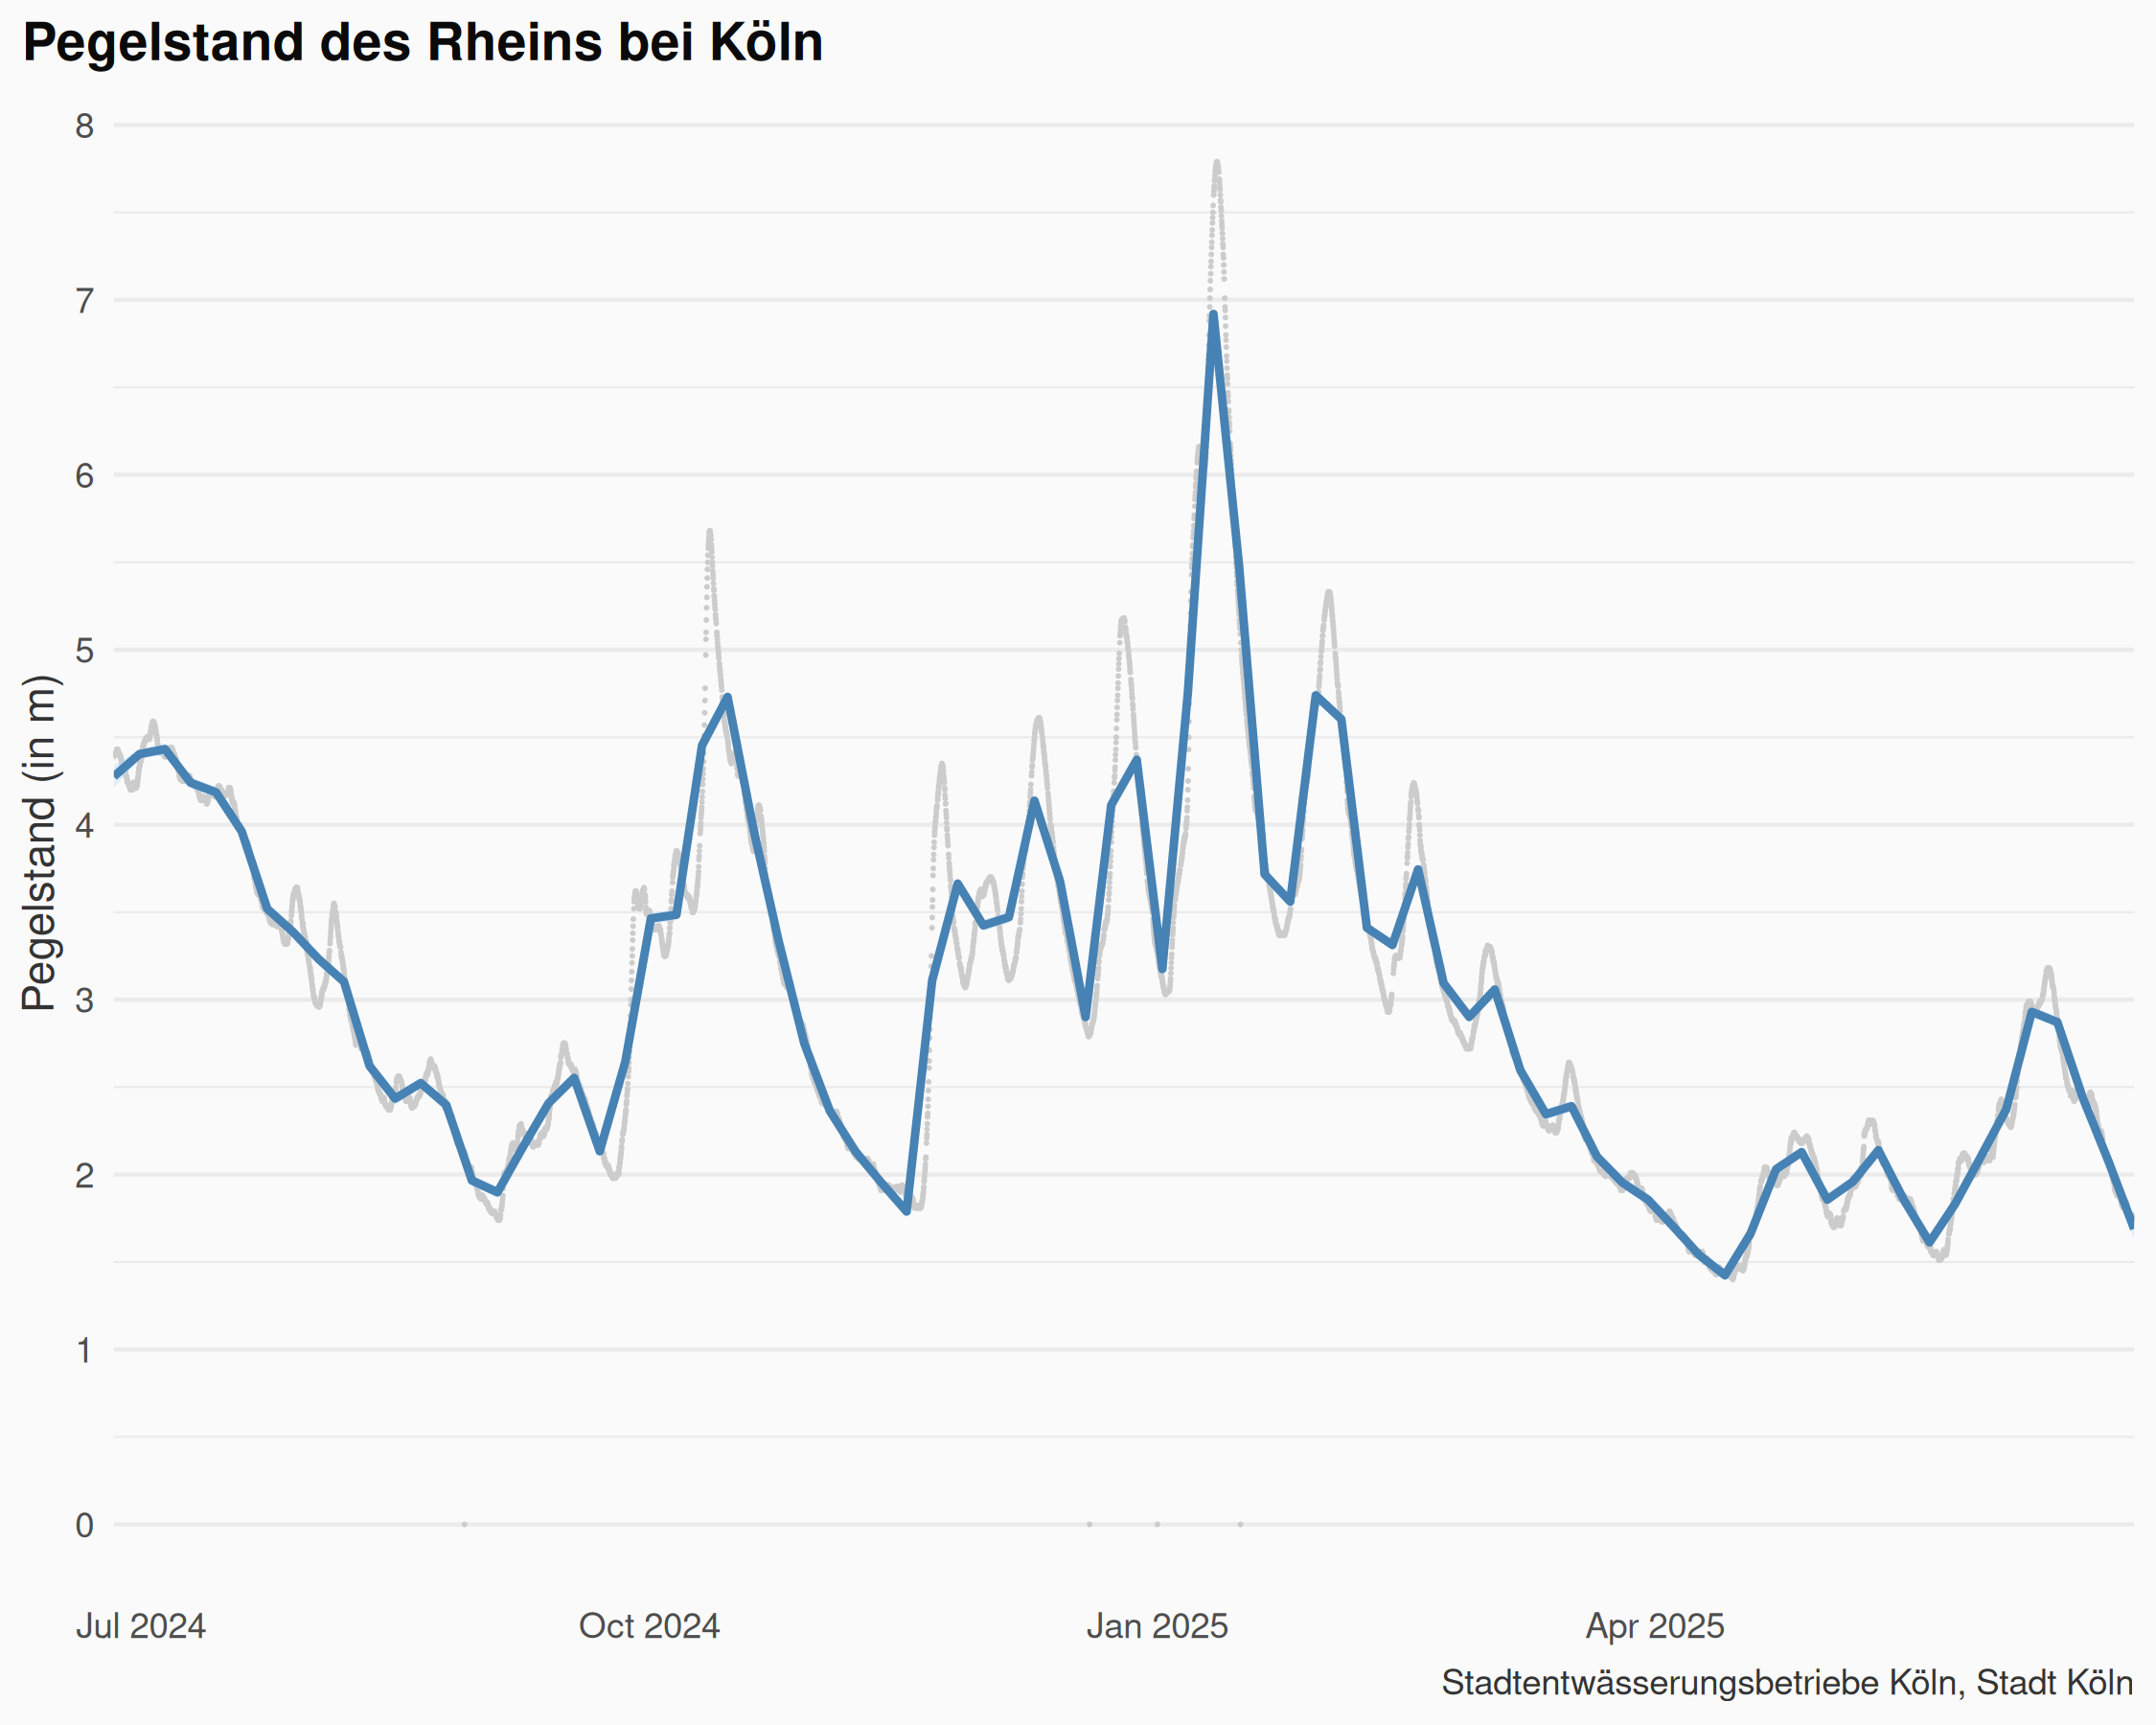 Pegelstand des Rheins bei Köln
Pegelstand (in m)
8
7
6
5
4
3
2
1
0
Jul 2024 Oct 2024 Jan 2025 Apr 2025
Stadtentwässerungsbetriebe Köln, Stadt Köln